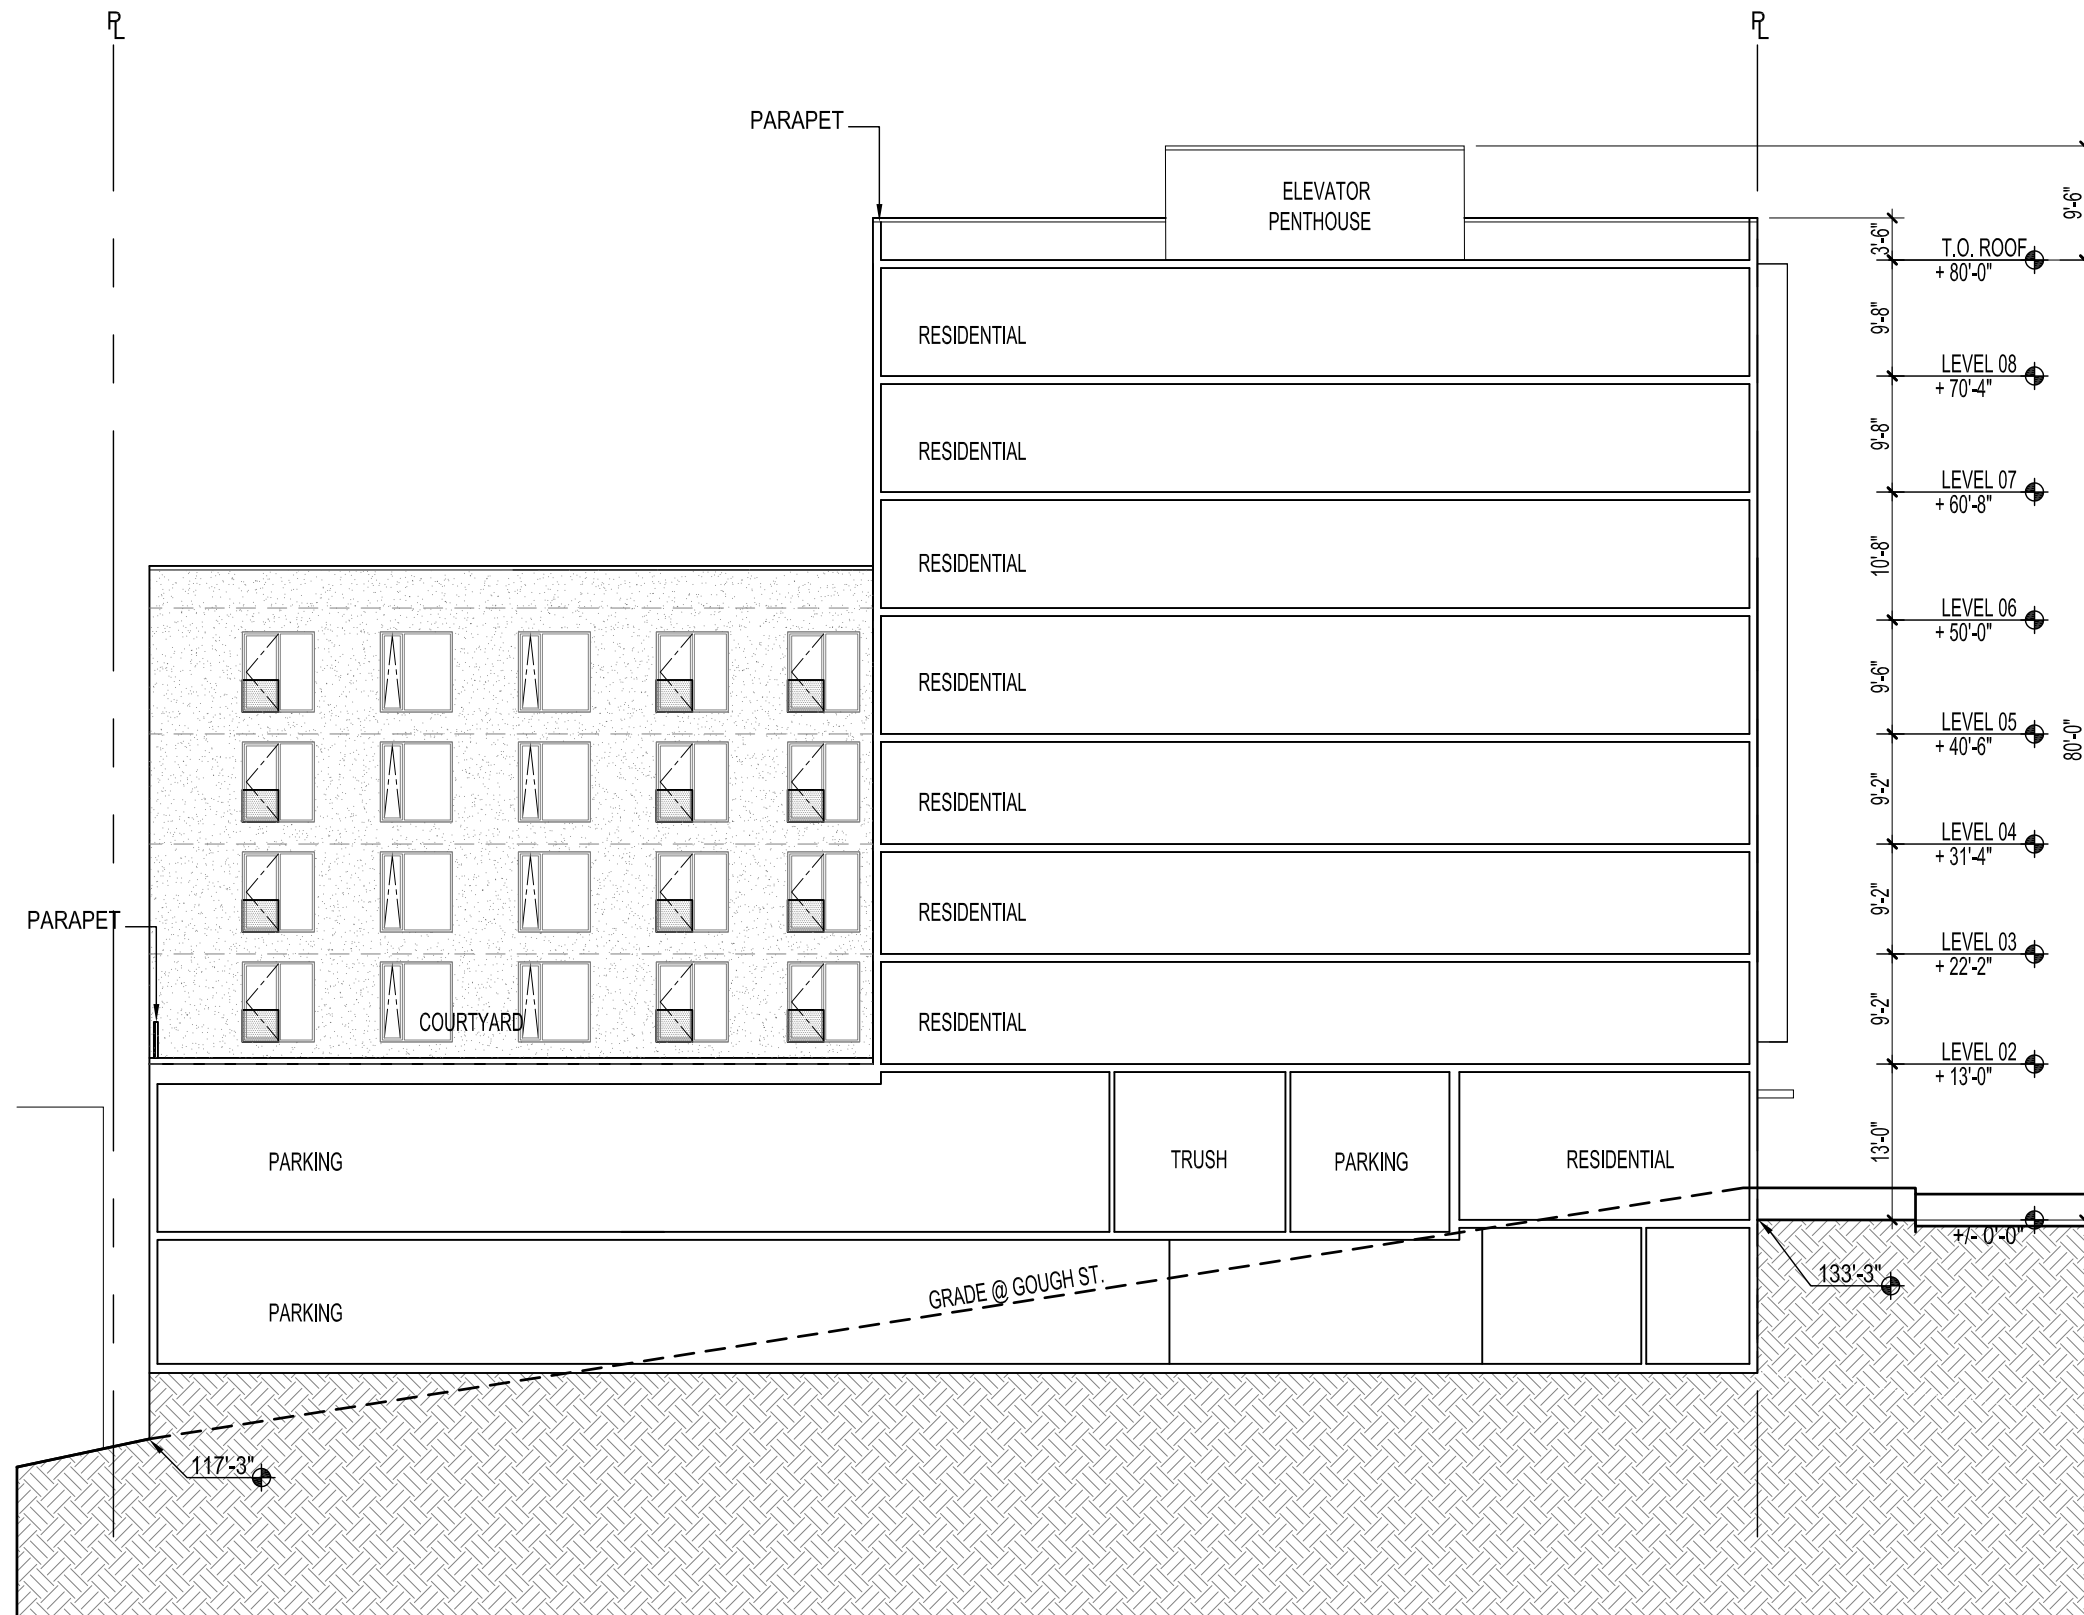 PL
PL
PARAPET
ELEVATOR
PENTHOUSE
9'-6"
3'-6"
T.O. ROOF
+ 80'-0"
9'-8"
RESIDENTIAL
LEVEL 08
+ 70'-4"
9'-8"
RESIDENTIAL
LEVEL 07
+ 60'-8"
10'-8"
RESIDENTIAL
LEVEL 06
+ 50'-0"
9'-6"
RESIDENTIAL
LEVEL 05
+ 40'-6"
80'-0"
9'-2"
RESIDENTIAL
LEVEL 04
+ 31'-4"
9'-2"
RESIDENTIAL
PARAPET
LEVEL 03
+ 22'-2"
9'-2"
COURTYARD
RESIDENTIAL
LEVEL 02
+ 13'-0"
13'-0"
PARKING
TRUSH
PARKING
RESIDENTIAL
+/- 0'-0"
133'-3"
GRADE @ GOUGH ST.
PARKING
117'-3"